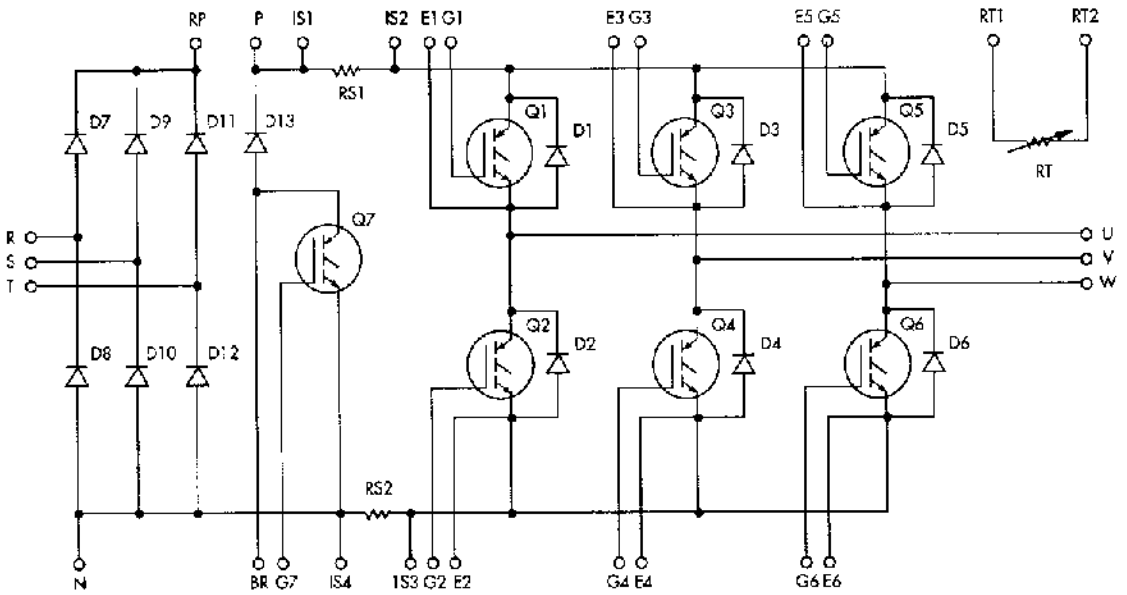 RP P IS1 IS2 E1 G1 E3 G3 E5 G5 RT1 RT2
RS1
D7 D9 D11 D13 Q1 D1 Q3 D3 Q5 D5
RT
Q7
R U
S V
T W
D8 D10 D12 Q2 D2 Q4 D4 Q6 D6
RS2
N BR G7 IS4 1S3 G2 E2 G4 E4 G6 E6